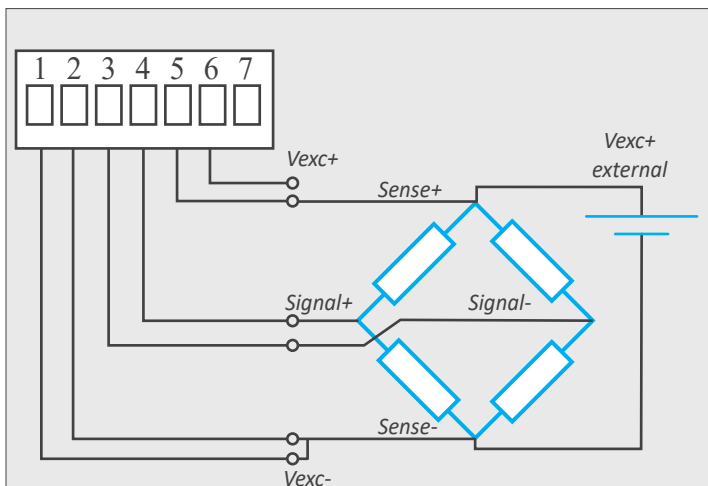 1 2 3 4 5 6 7
Vexc+
Vexc+
external
Sense+
Signal+
Signal-
Sense-
Vexc-